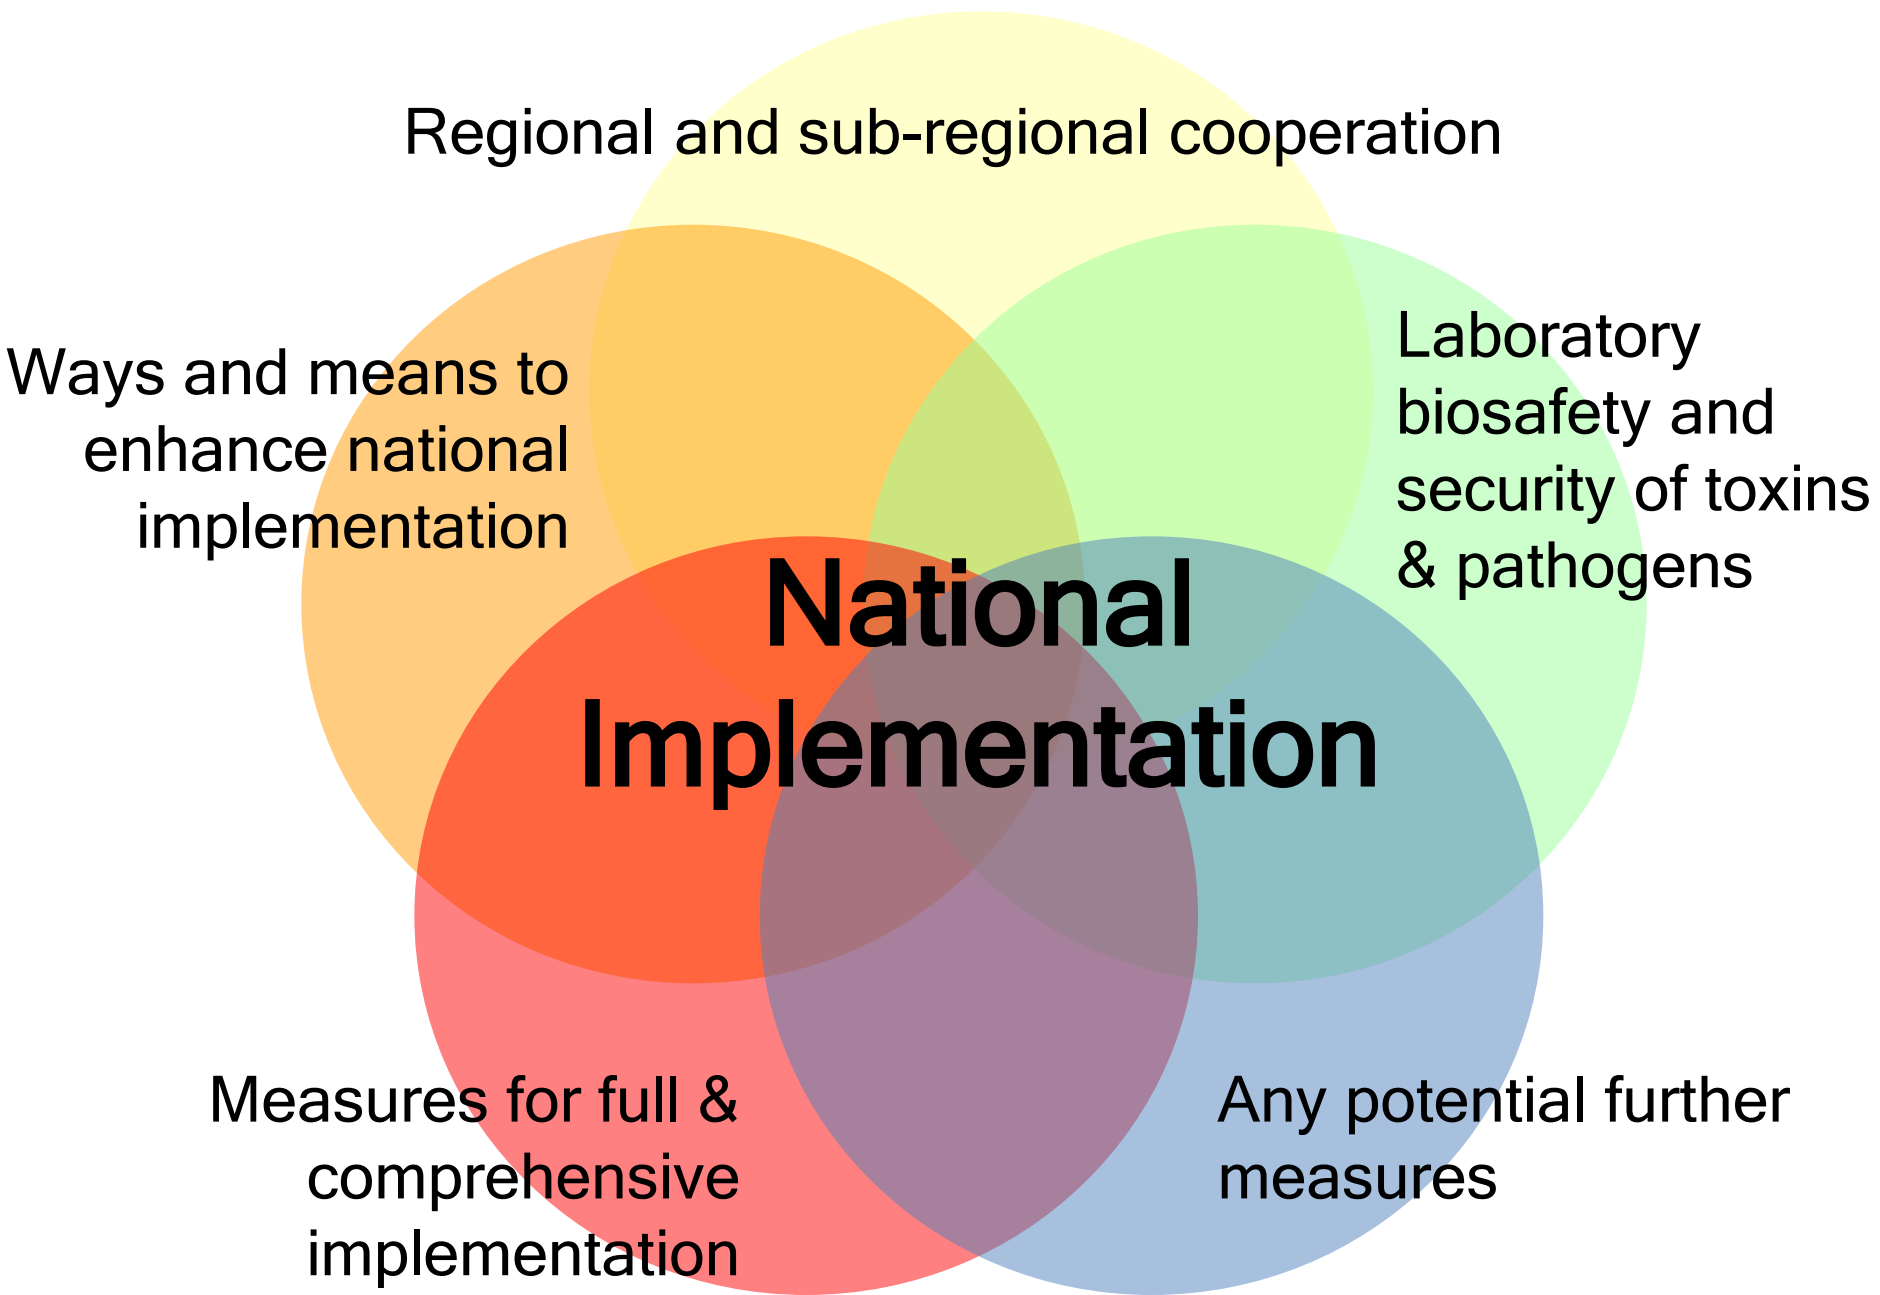 Regional and sub-regional cooperation
Ways and means to
enhance national
implementation
Laboratory
biosafety and
security of toxins
& pathogens
National
Implementation
Measures for full &
comprehensive
implementation
Any potential further
measures